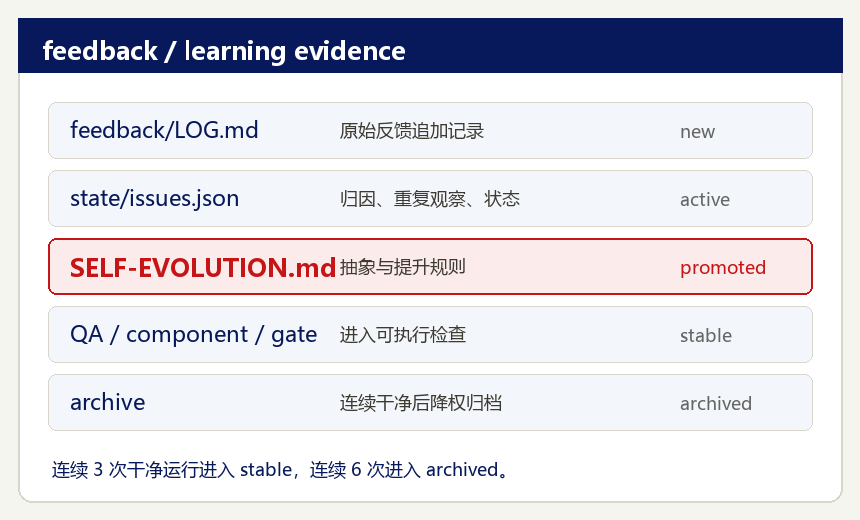 feedback / learning evidence
feedback/LOG.md 原始反馈追加记录 new
state/issues.json 归因、重复观察、状态 active
SELF-EVOLUTION.md 抽象与提升规则 promoted
QA / component / gate 进入可执行检查 stable
archive 连续干净后降权归档 archived
连续 3 次干净运行进入 stable，连续 6 次进入 archived。